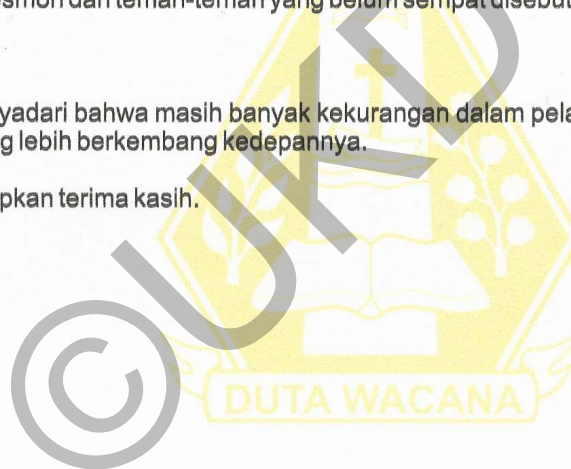 dan teman-teman yang belum sempat disebut
yadari bahwa masih banyak kekurangan dalam pela
g lebih berkembang kedepannya.
pkan terima kasih.
© UKD
DUTA WACANA